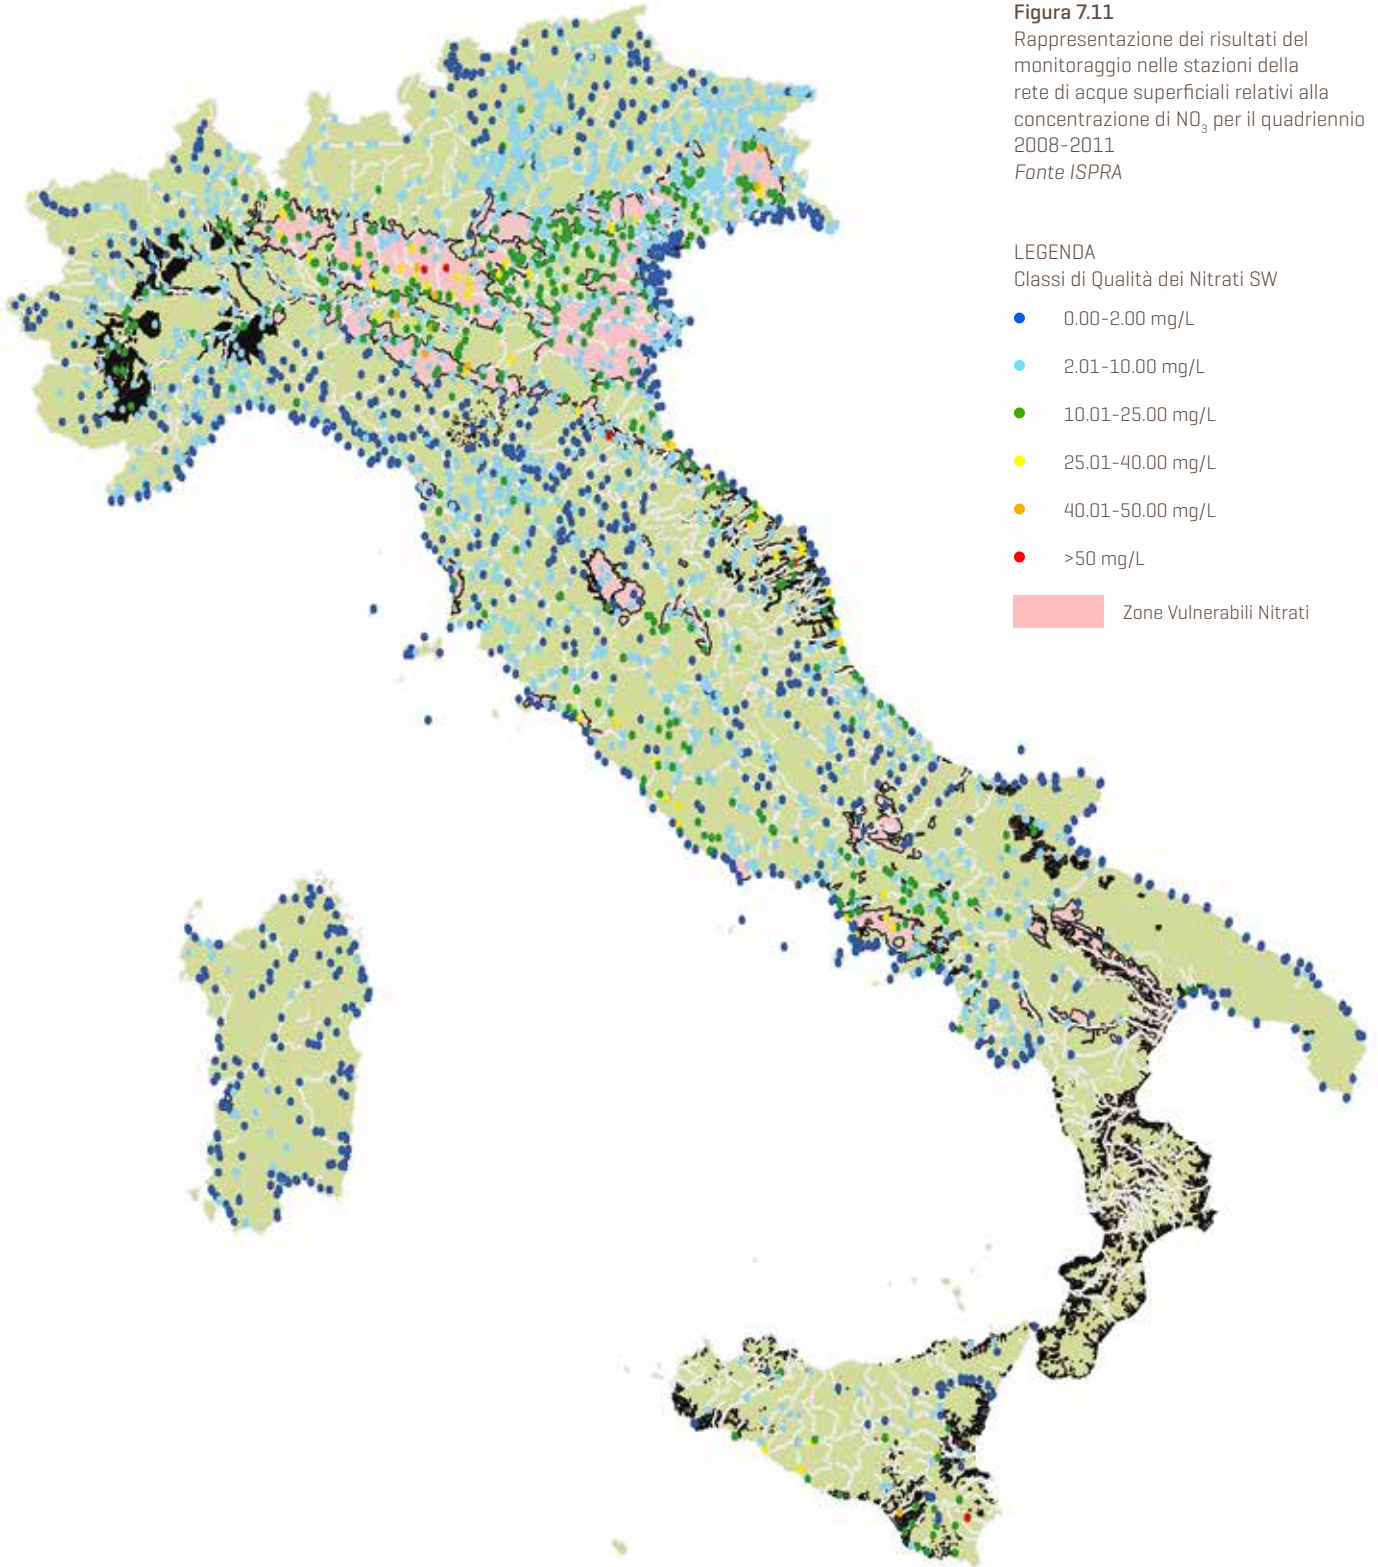 Figura 7.11
Rappresentazione dei risultati del
monitoraggio nelle stazioni della
rete di acque superficiali relativi alla
concentrazione di NO₃ per il quadriennio
2008-2011
Fonte ISPRA
LEGENDA
Classi di Qualità dei Nitrati SW
0.00-2.00 mg/L
2.01-10.00 mg/L
10.01-25.00 mg/L
25.01-40.00 mg/L
40.01-50.00 mg/L
>50 mg/L
Zone Vulnerabili Nitrati